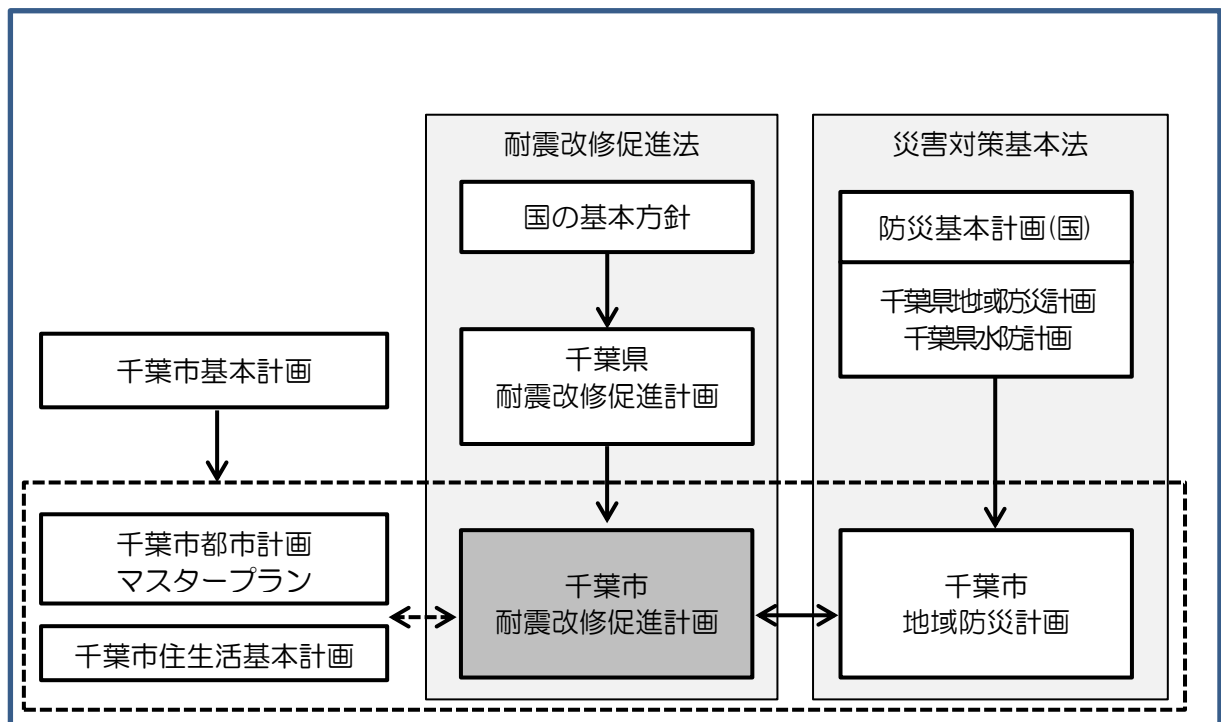 耐震改修促進法
国の基本方針
千葉県
耐震改修促進計画
災害対策基本法
防災基本計画(国)
千葉県地域防災計画
千葉県水防計画
千葉市基本計画
千葉市都市計画
マスタープラン
千葉市住生活基本計画
千葉市
耐震改修促進計画
千葉市
地域防災計画